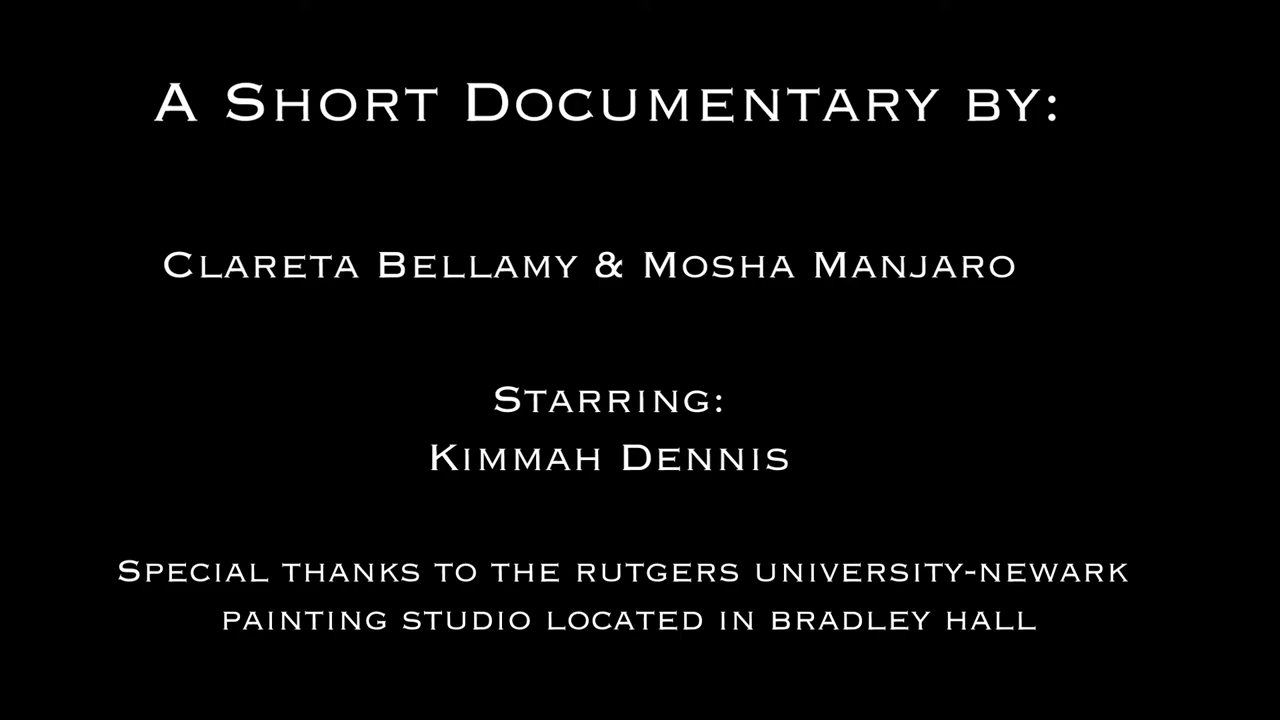 A Short Documentary by:
Clareta Bellamy & Mosha Manjaro
Starring:
Kimmah Dennis
Special thanks to the rutgers university-newark
painting studio located in bradley hall